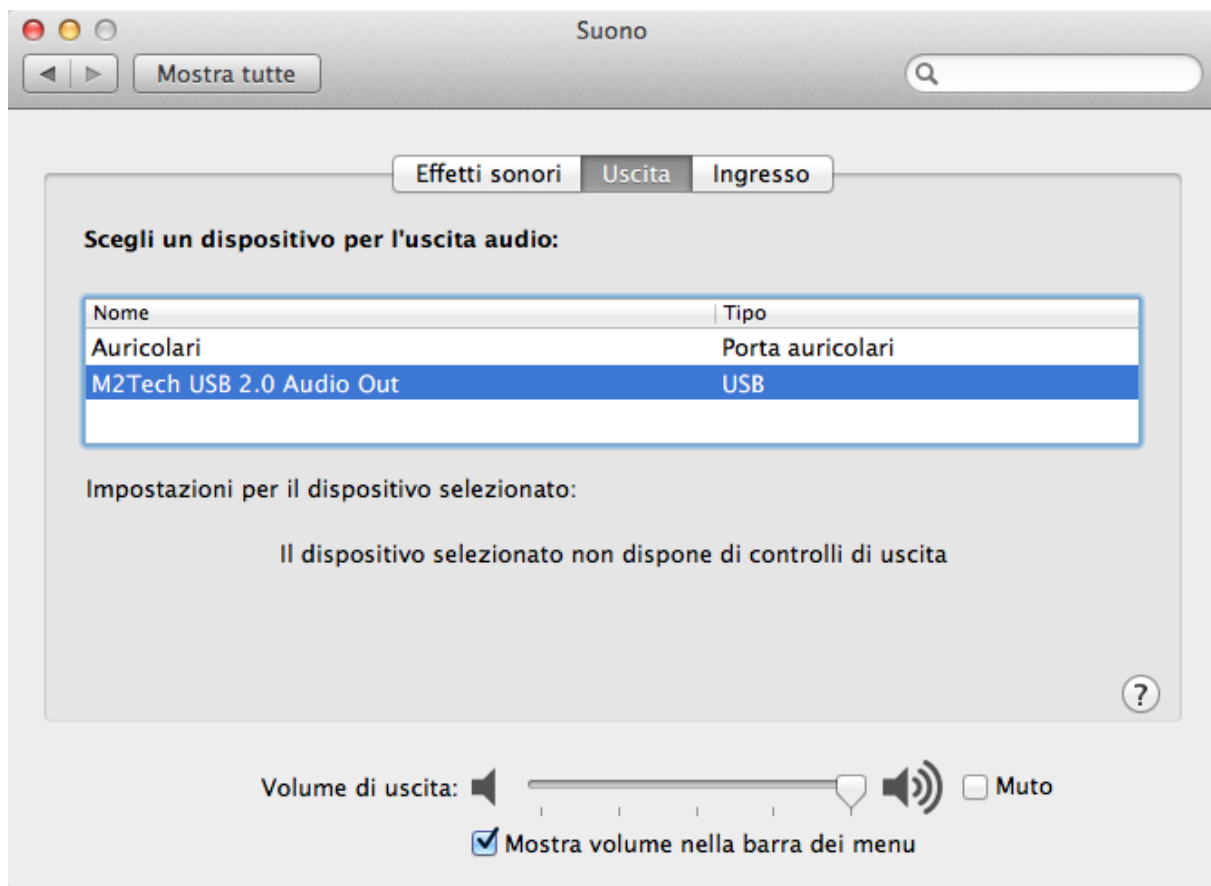 Suono
Mostra tutte
Effetti sonori Uscita Ingresso
Scegli un dispositivo per l'uscita audio:
Nome Tipo
Auricolari Porta auricolari
M2Tech USB 2.0 Audio Out USB
Impostazioni per il dispositivo selezionato:
Il dispositivo selezionato non dispone di controlli di uscita
?
Volume di uscita: Muto
Mostra volume nella barra dei menu